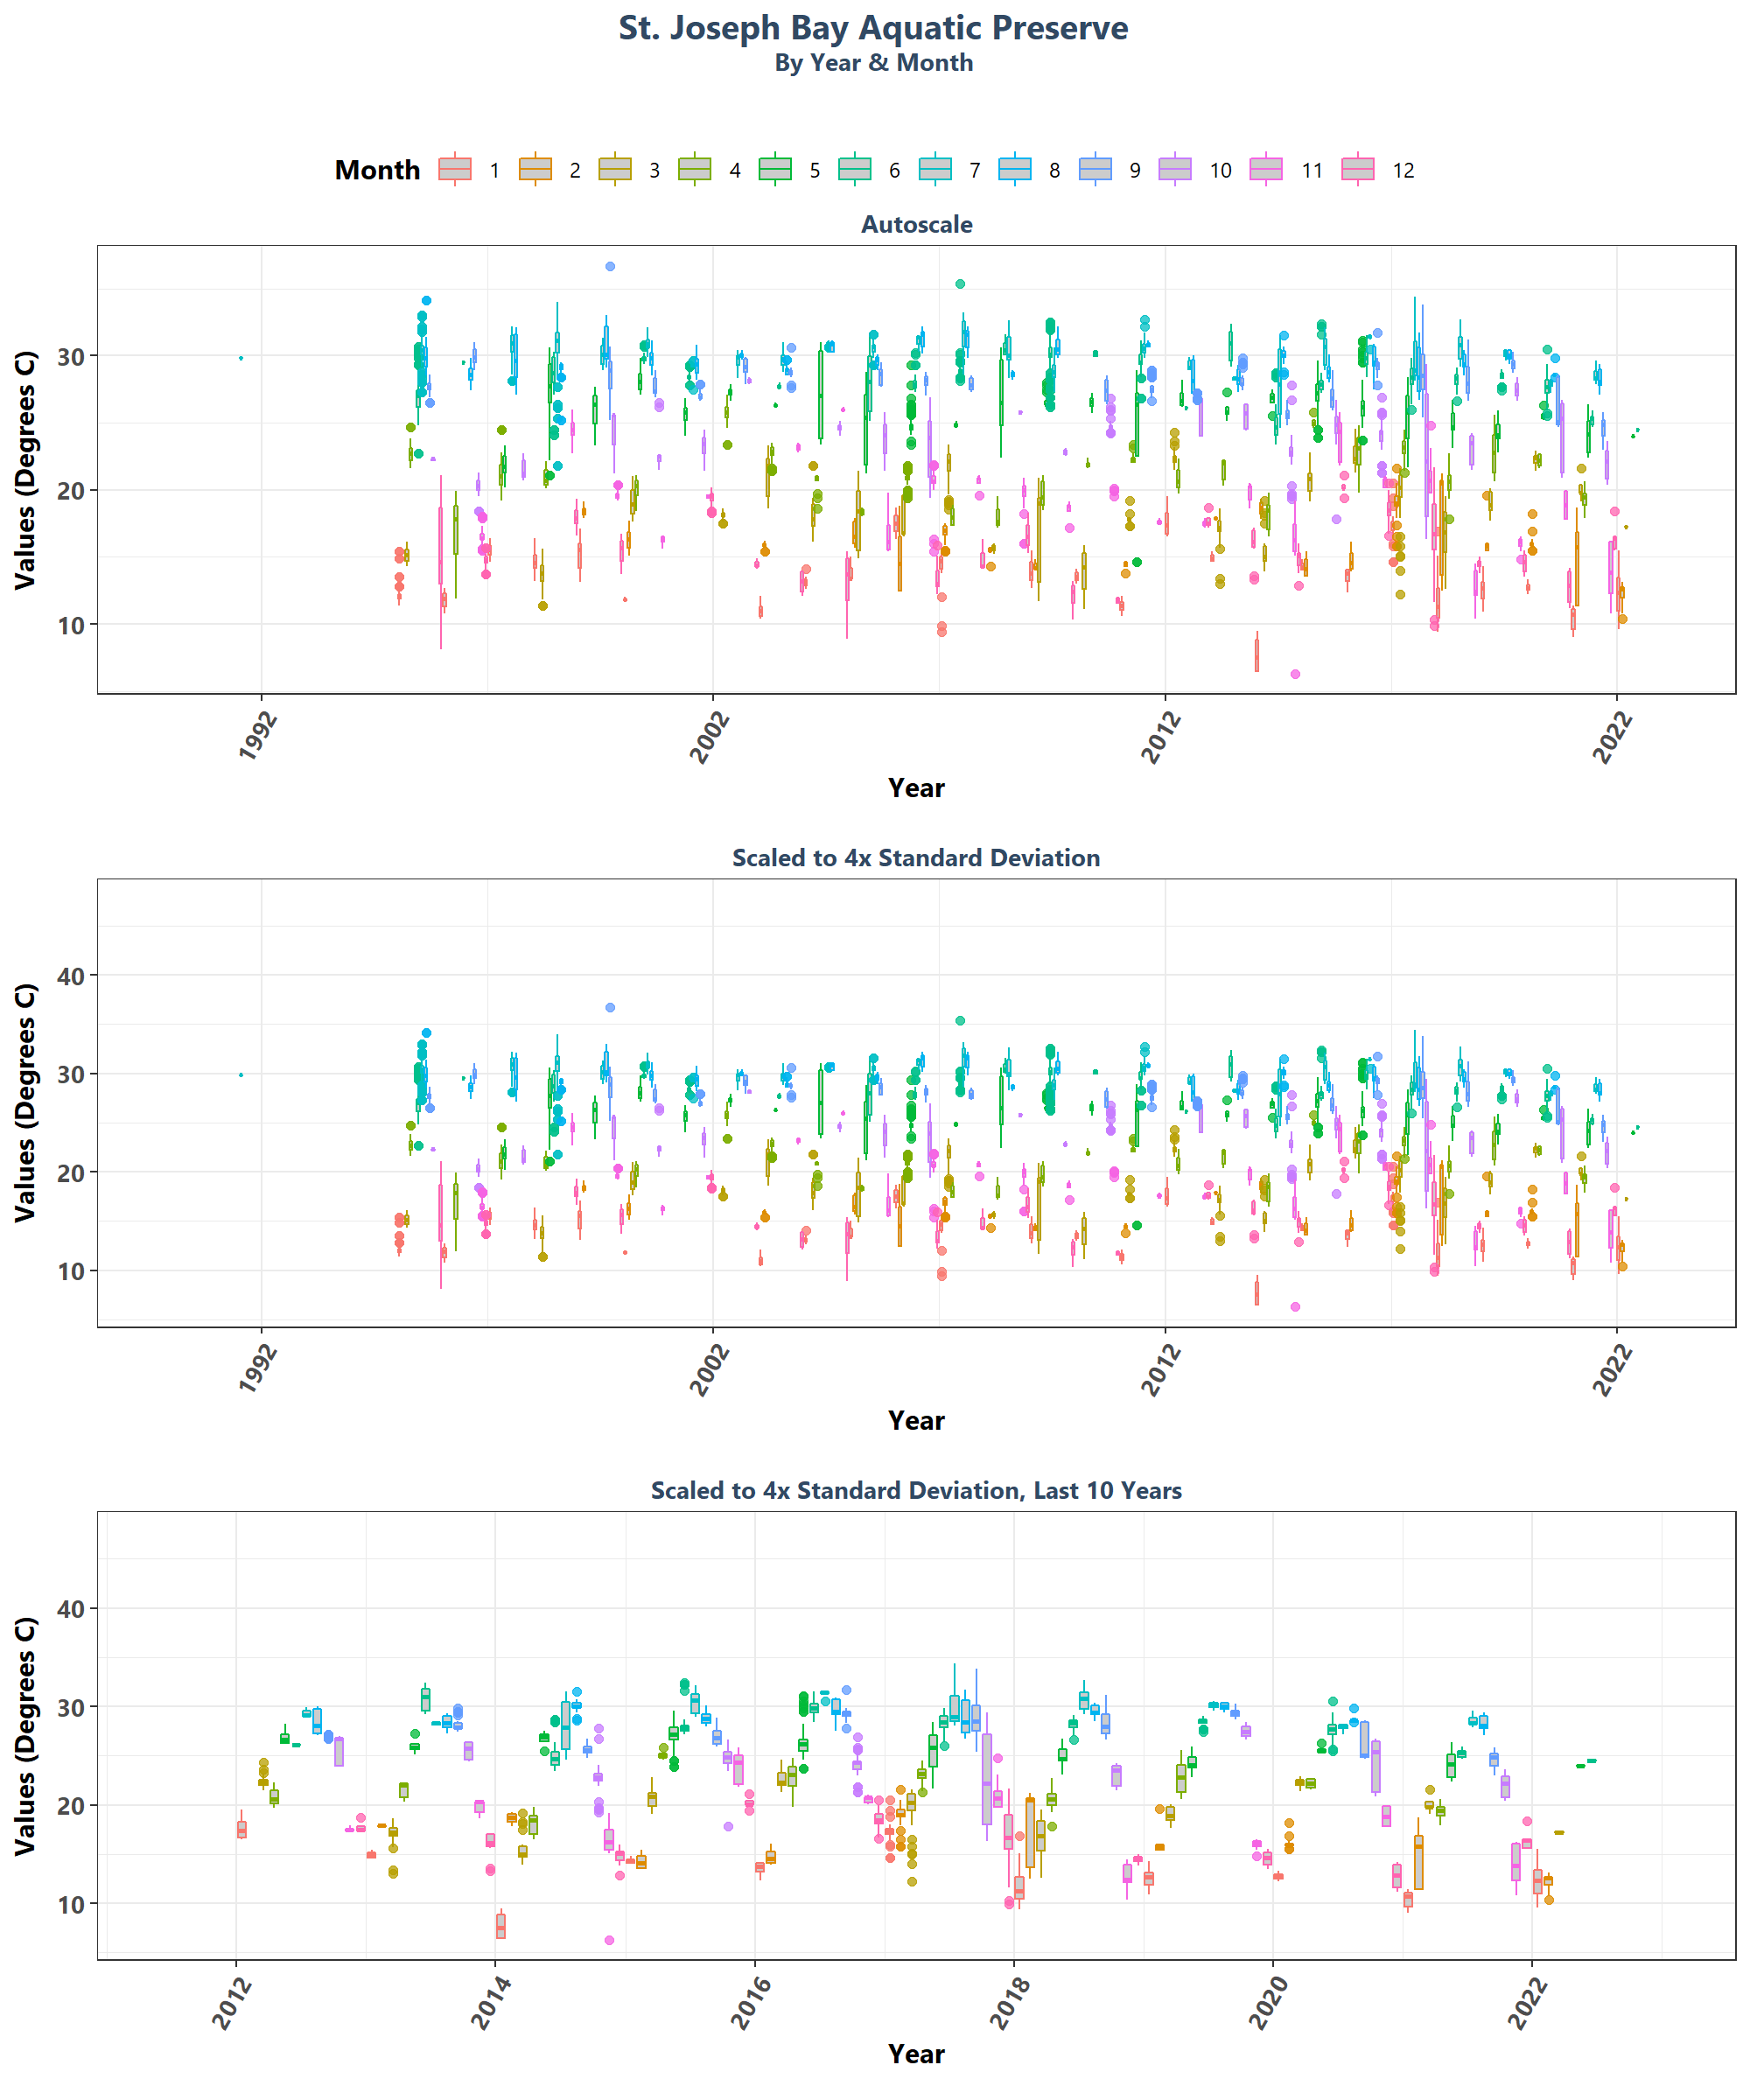 St. Joseph Bay Aquatic Preserve
By Year & Month
Month 1 2 3 4 5 6 7 8 9 10 11 12
Autoscale
Values (Degrees C)
30
20
10
1992 2002 2012 2022
Year
Scaled to 4x Standard Deviation
Values (Degrees C)
40
30
20
10
1992 2002 2012 2022
Year
Scaled to 4x Standard Deviation, Last 10 Years
Values (Degrees C)
40
30
20
10
2012 2014 2016 2018 2020 2022
Year